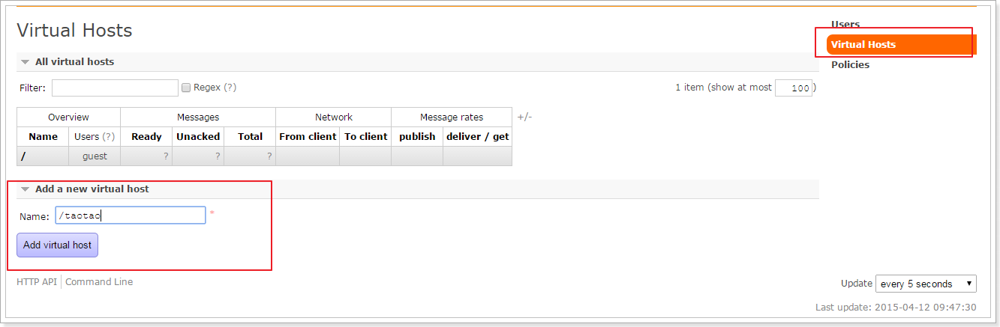 Virtual Hosts
Users
Virtual Hosts
Policies
All virtual hosts
Filter: Regex (?) 1 item (show at most 100)
Overview Messages Network Message rates +/-
Name Users (?) Ready Unacked Total From client To client publish deliver / get
/ guest ? ? ?
Add a new virtual host
Name: /taotao *
Add virtual host
HTTP API Command Line
Update every 5 seconds
Last update: 2015-04-12 09:47:30